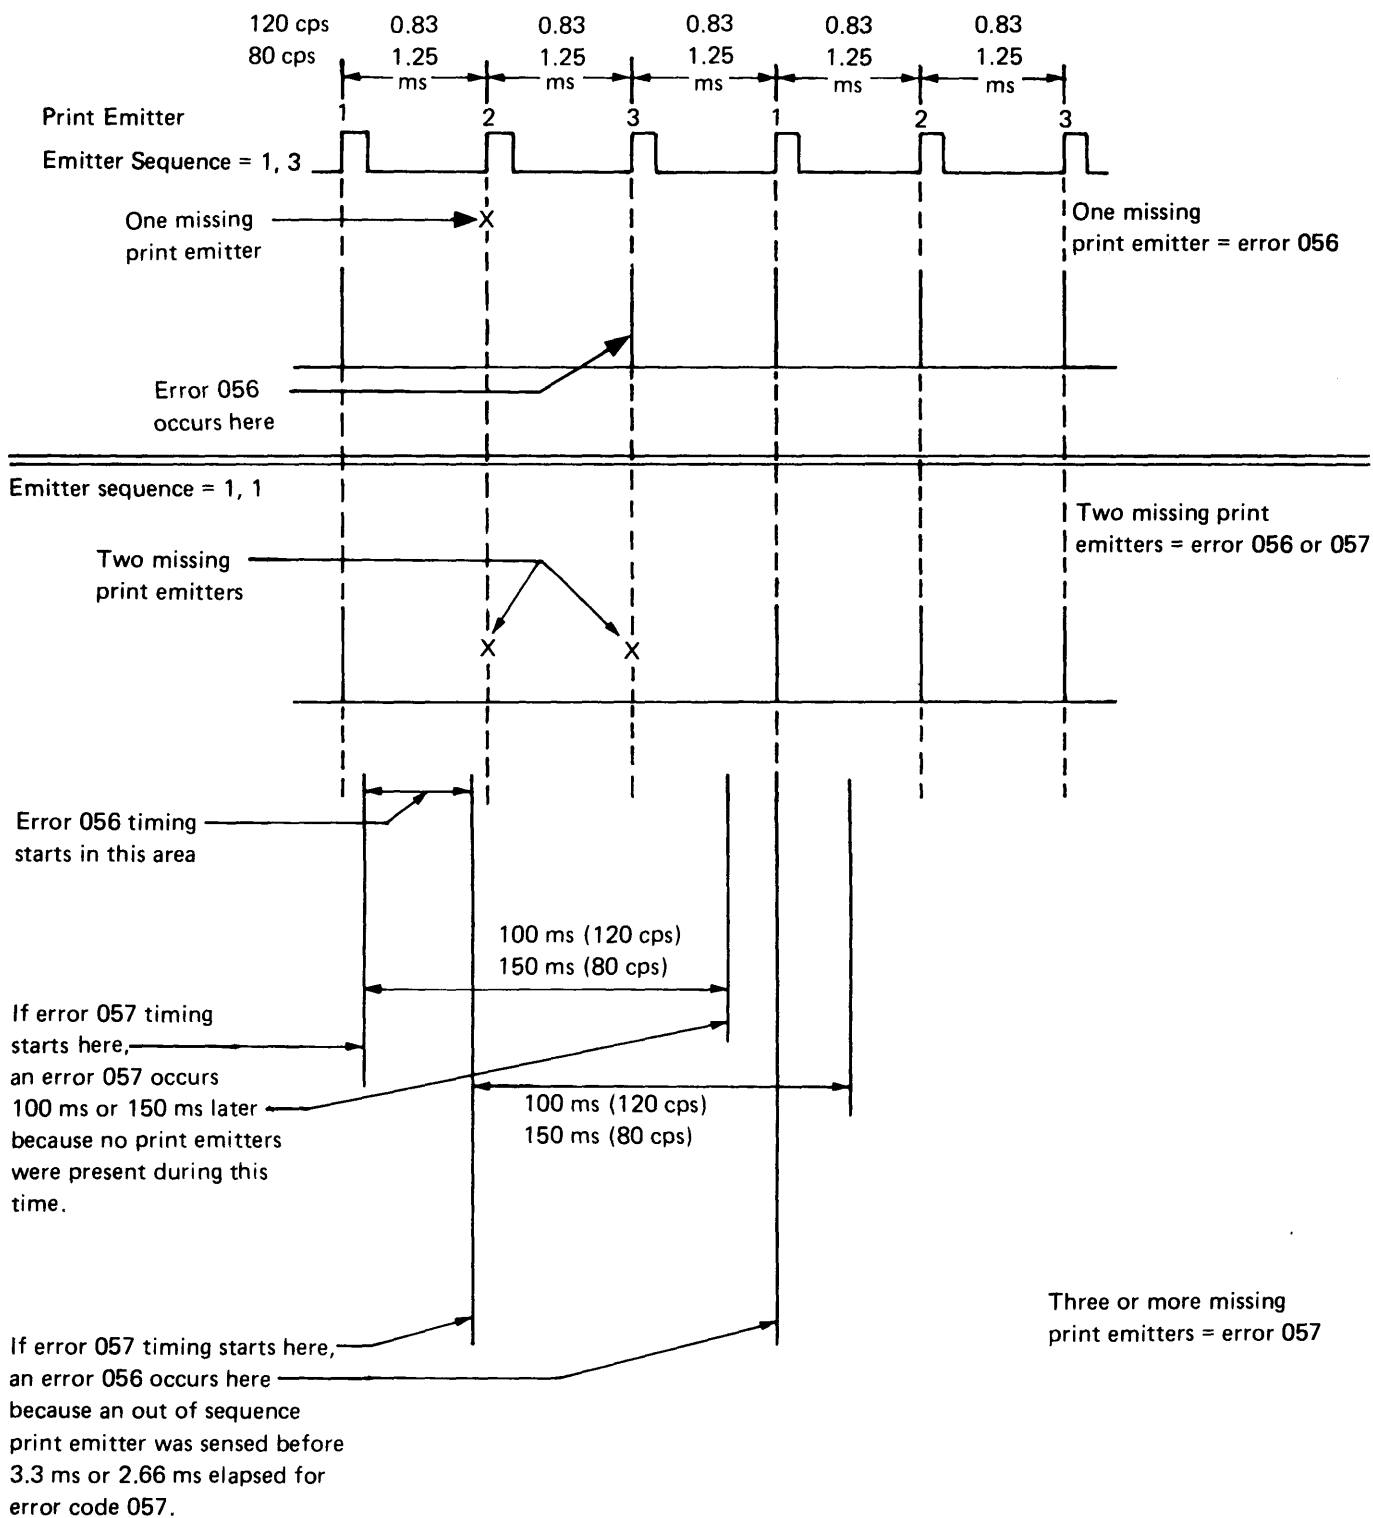 120 cps 0.83 0.83 0.83 0.83 0.83
80 cps 1.25 1.25 1.25 1.25 1.25
ms ms ms ms ms
Print Emitter
1 2 3 1 2 3
Emitter Sequence = 1, 3
One missing
print emitter
X
One missing
print emitter = error 056
Error 056
occurs here
Emitter sequence = 1, 1
Two missing print
emitters = error 056 or 057
Two missing
print emitters
X X
Error 056 timing
starts in this area
100 ms (120 cps)
150 ms (80 cps)
If error 057 timing
starts here,
an error 057 occurs
100 ms or 150 ms later
because no print emitters
were present during this
time.
100 ms (120 cps)
150 ms (80 cps)
Three or more missing
print emitters = error 057
If error 057 timing starts here,
an error 056 occurs here
because an out of sequence
print emitter was sensed before
3.3 ms or 2.66 ms elapsed for
error code 057.